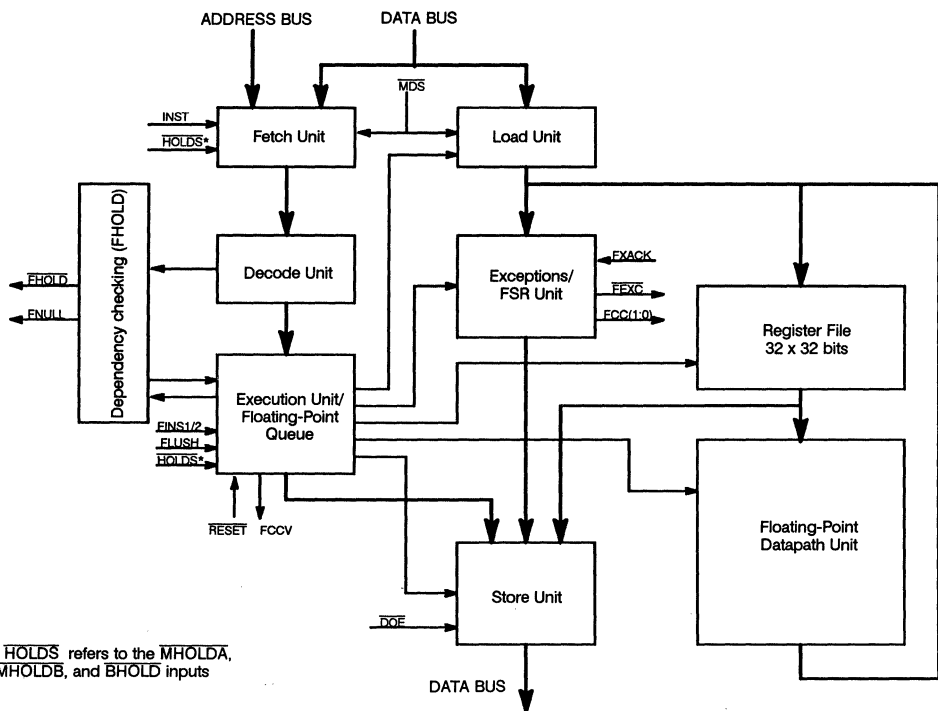 ADDRESS BUS
DATA BUS
MDS
INST
HOLDS*
Fetch Unit
Load Unit
Dependency checking (FHOLD)
FHOLD
FNULL
Decode Unit
Exceptions/
FSR Unit
FXACK
FEXC
FCC(1:0)
Register File
32 x 32 bits
Execution Unit/
Floating-Point
Queue
FINS1/2
FLUSH
HOLDS*
RESET
FCCV
Floating-Point
Datapath Unit
Store Unit
DOE
HOLDS refers to the MHOLDA,
MHOLDB, and BHOLD inputs
DATA BUS